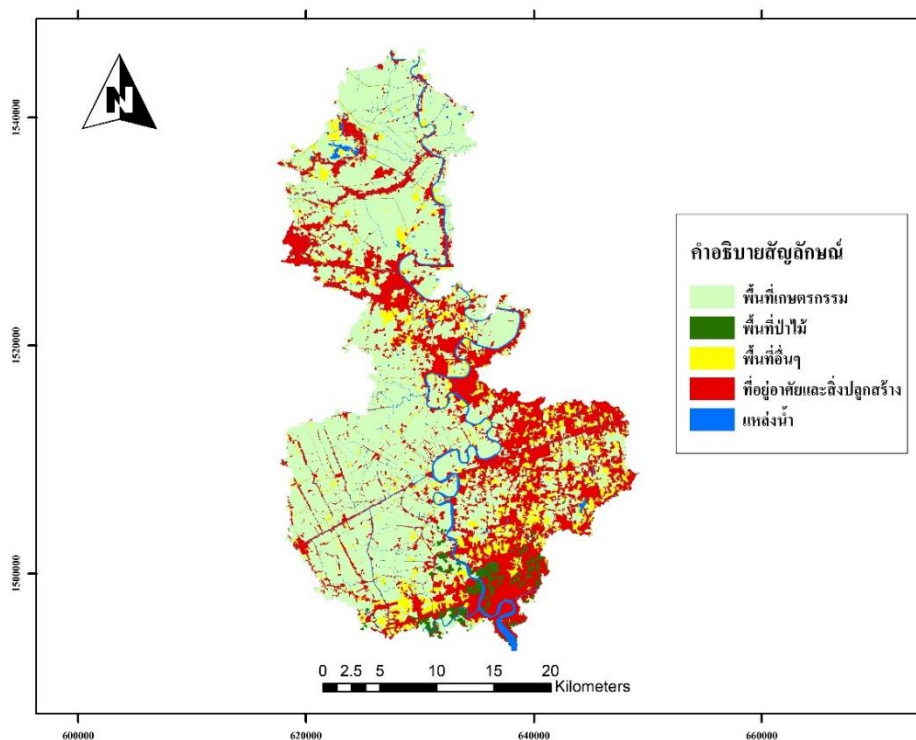 N
1540000
1520000
1500000
คำอธิบายสัญลักษณ์
พื้นที่เกษตรกรรม
พื้นที่ป่าไม้
พื้นที่อื่นๆ
ที่อยู่อาศัยและสิ่งปลูกสร้าง
แหล่งน้ำ
0 2.5 5 10 15 20
Kilometers
600000 620000 640000 660000